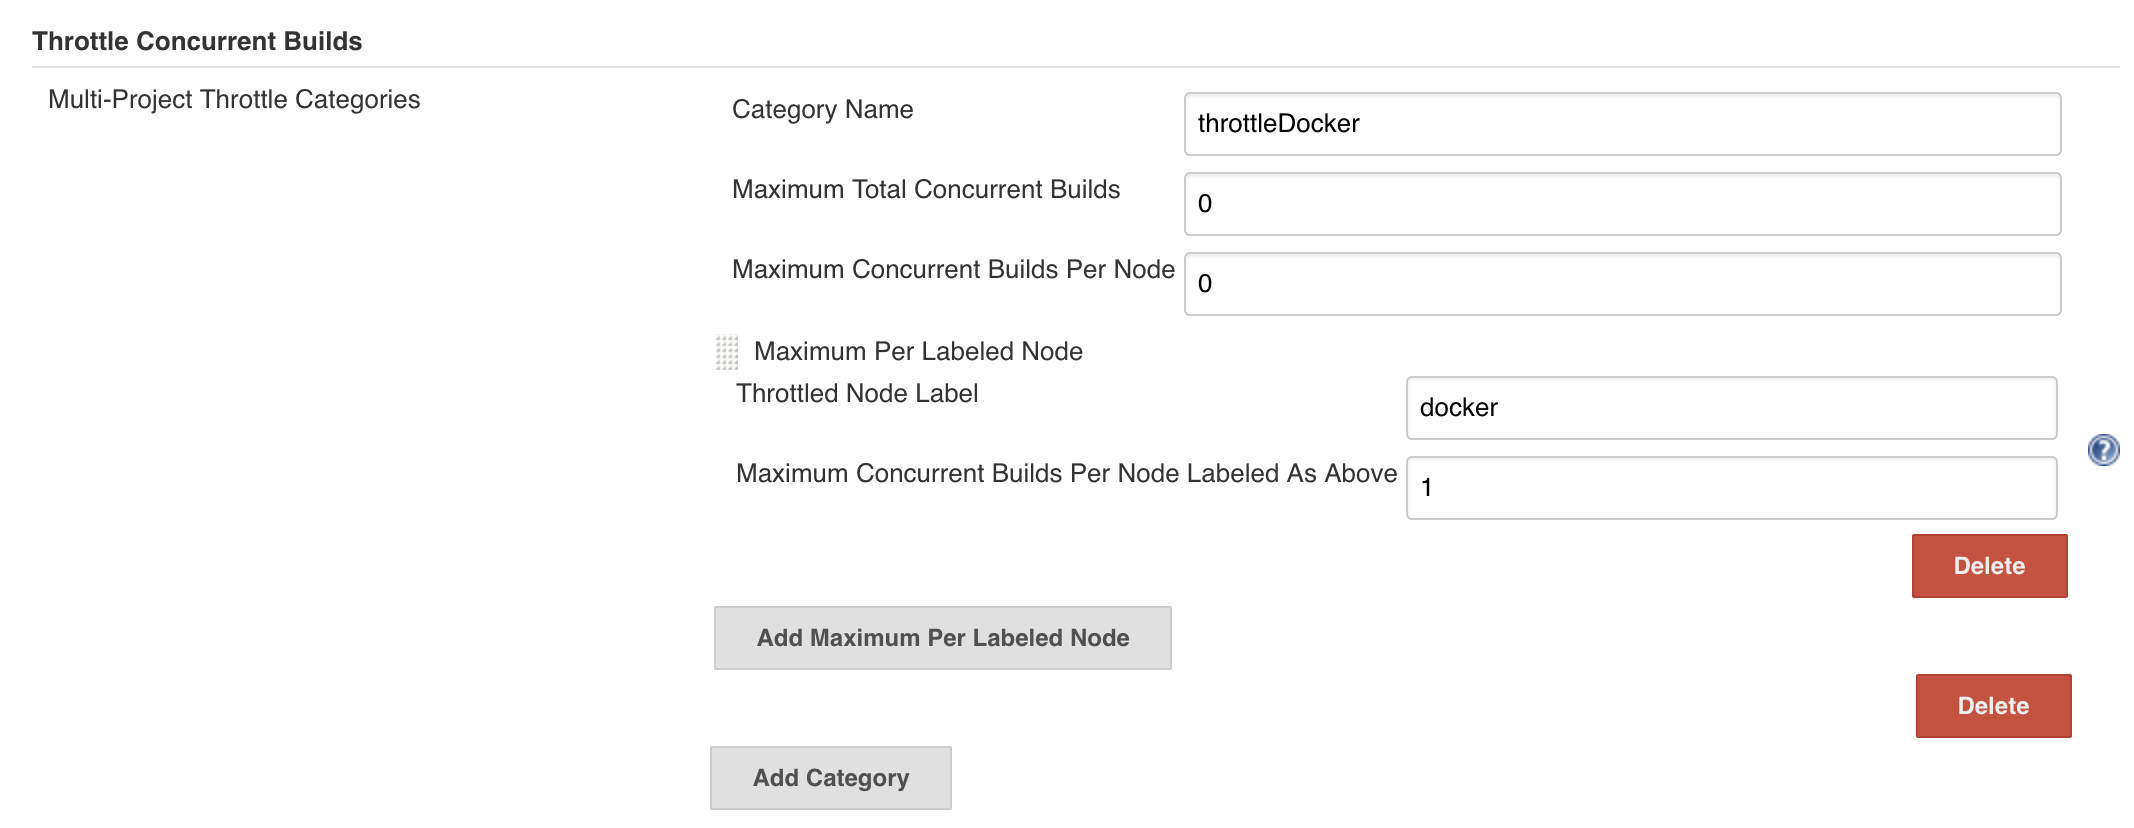 Throttle Concurrent Builds
Multi-Project Throttle Categories
Category Name
throttleDocker
Maximum Total Concurrent Builds
0
Maximum Concurrent Builds Per Node
0
Maximum Per Labeled Node
Throttled Node Label
docker
?
Maximum Concurrent Builds Per Node Labeled As Above
1
Delete
Add Maximum Per Labeled Node
Delete
Add Category